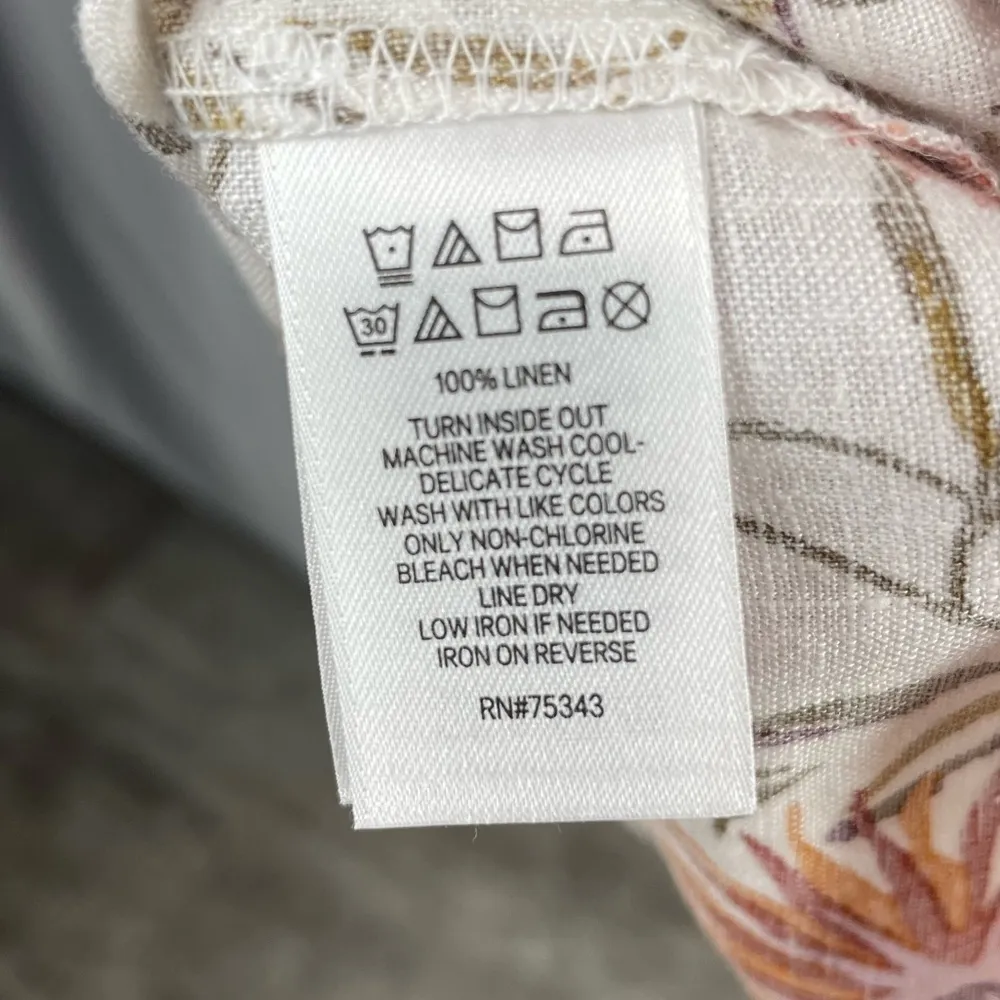 30
100% LINEN
TURN INSIDE OUT
MACHINE WASH COOL-
DELICATE CYCLE
WASH WITH LIKE COLORS
ONLY NON-CHLORINE
BLEACH WHEN NEEDED
LINE DRY
LOW IRON IF NEEDED
IRON ON REVERSE
RN#75343